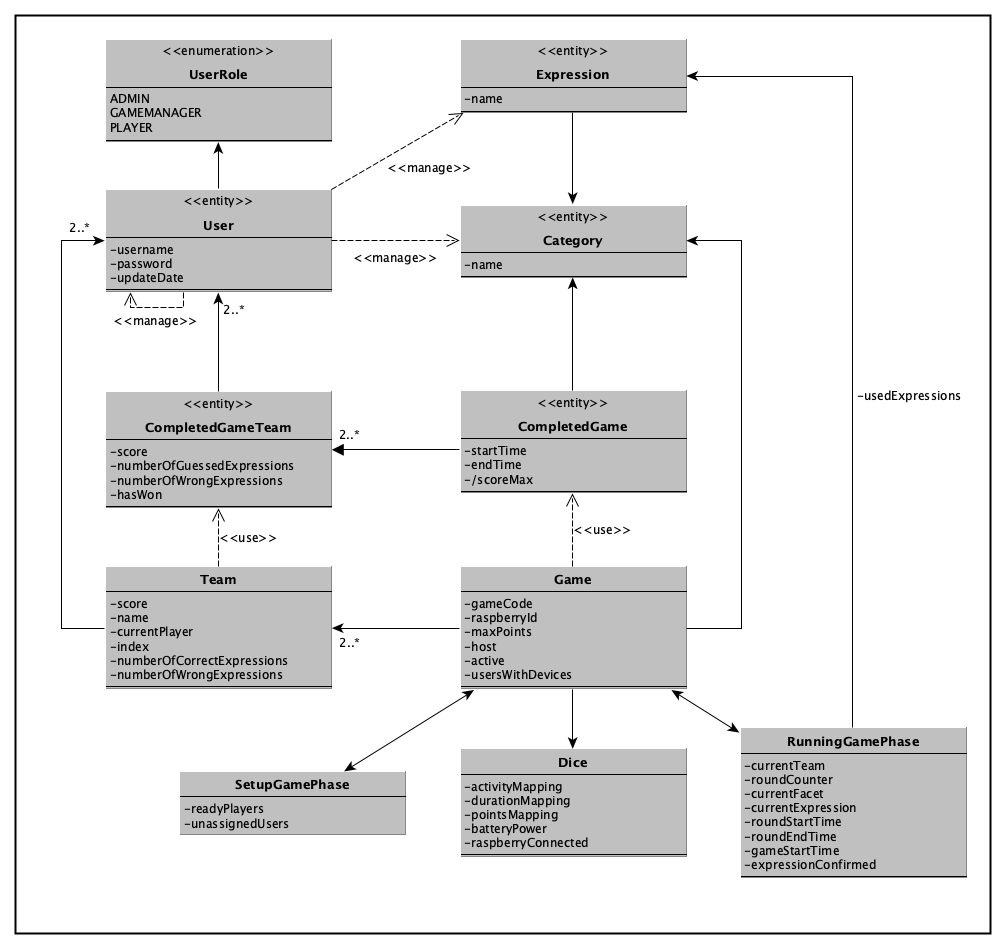 <<enumeration>>
UserRole
ADMIN
GAMEMANAGER
PLAYER
<<entity>>
Expression
-name
<<manage>>
<<entity>>
User
-username
-password
-updateDate
2..*
<<manage>>
<<entity>>
Category
-name
<<manage>>
2..*
<<entity>>
CompletedGameTeam
-score
-numberOfGuessedExpressions
-numberOfWrongExpressions
-hasWon
2..*
<<entity>>
CompletedGame
-startTime
-endTime
-/scoreMax
-usedExpressions
<<use>>
<<use>>
Team
-score
-name
-currentPlayer
-index
-numberOfCorrectExpressions
-numberOfWrongExpressions
2..*
Game
-gameCode
-raspberryId
-maxPoints
-host
-active
-usersWithDevices
SetupGamePhase
-readyPlayers
-unassignedUsers
Dice
-activityMapping
-durationMapping
-pointsMapping
-batteryPower
-raspberryConnected
RunningGamePhase
-currentTeam
-roundCounter
-currentFacet
-currentExpression
-roundStartTime
-roundEndTime
-gameStartTime
-expressionConfirmed